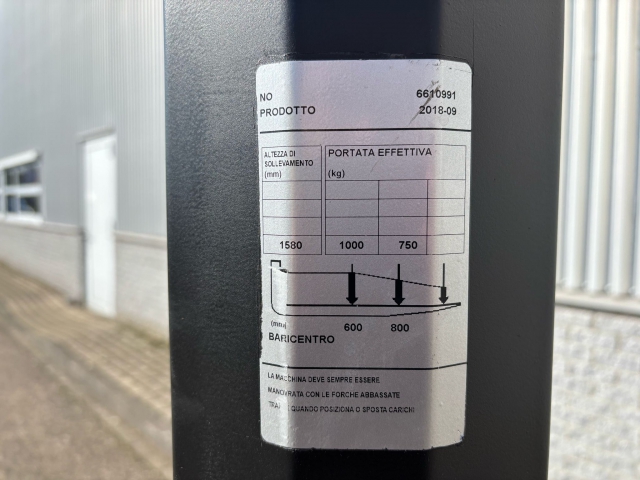 NO 6610991
PRODOTTO 2018-09
ALTEZZA DI
SOLLEVAMENTO
(mm)
PORTATA EFFETTIVA
(kg)
1580 1000 750
(mm) 600 800
BARICENTRO
LA MACCHINA DEVE SEMPRE ESSERE
MANOVRATA CON LE FORCHE ABBASSATE
QUANDO POSIZIONA O SPOSTA CARICHI